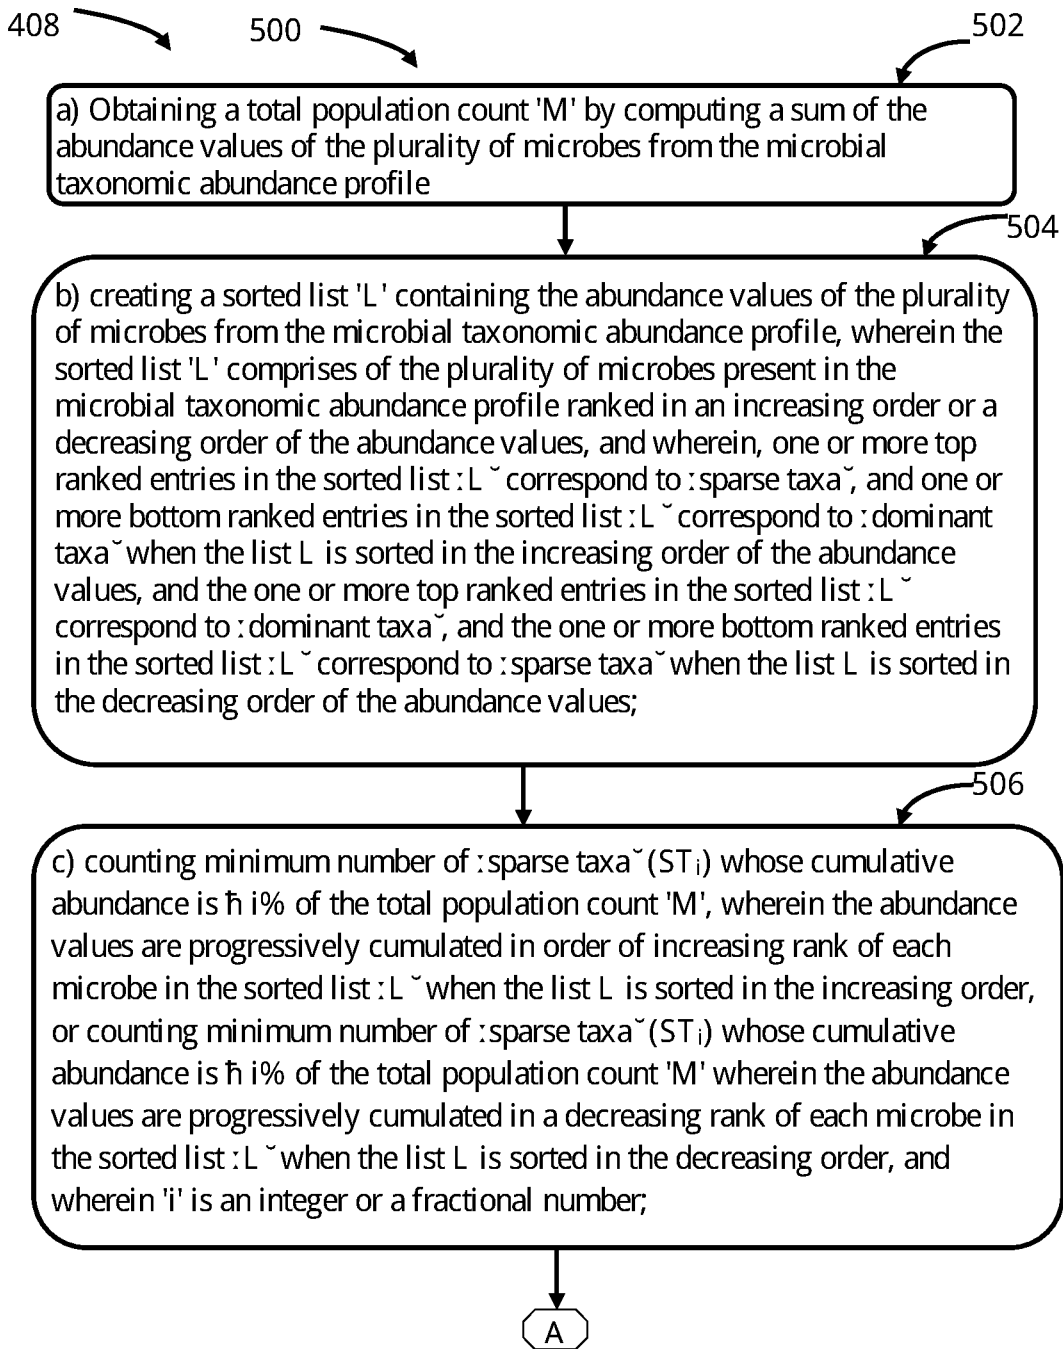 408
500
502
a) Obtaining a total population count 'M' by computing a sum of the
abundance values of the plurality of microbes from the microbial
taxonomic abundance profile
504
b) creating a sorted list 'L' containing the abundance values of the plurality
of microbes from the microbial taxonomic abundance profile, wherein the
sorted list 'L' comprises of the plurality of microbes present in the
microbial taxonomic abundance profile ranked in an increasing order or a
decreasing order of the abundance values, and wherein, one or more top
ranked entries in the sorted list ːL ˘ correspond to ːsparse taxa˘, and one or
more bottom ranked entries in the sorted list ːL ˘ correspond to ːdominant
taxa˘ when the list L is sorted in the increasing order of the abundance
values, and the one or more top ranked entries in the sorted list ːL ˘
correspond to ːdominant taxa˘, and the one or more bottom ranked entries
in the sorted list ːL ˘ correspond to ːsparse taxa˘ when the list L is sorted in
the decreasing order of the abundance values;
506
c) counting minimum number of ːsparse taxa˘ (STᵢ) whose cumulative
abundance is ħ i% of the total population count 'M', wherein the abundance
values are progressively cumulated in order of increasing rank of each
microbe in the sorted list ːL ˘ when the list L is sorted in the increasing order,
or counting minimum number of ːsparse taxa˘ (STᵢ) whose cumulative
abundance is ħ i% of the total population count 'M' wherein the abundance
values are progressively cumulated in a decreasing rank of each microbe in
the sorted list ːL ˘ when the list L is sorted in the decreasing order, and
wherein 'i' is an integer or a fractional number;
A